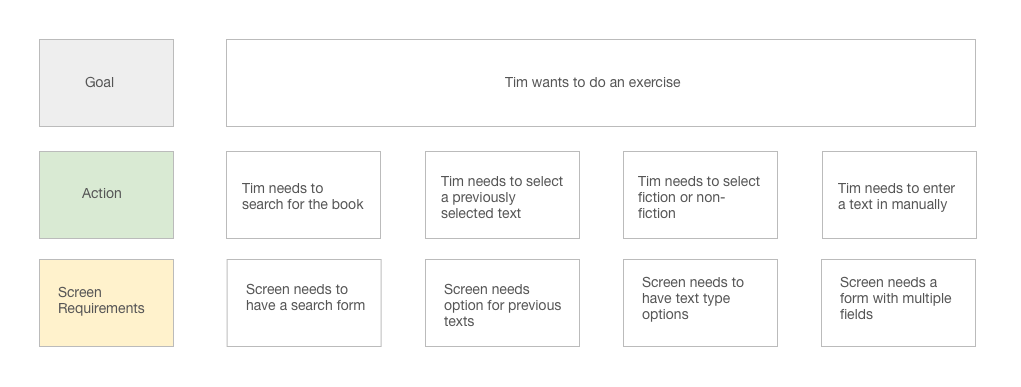 Goal
Tim wants to do an exercise
Action
Tim needs to
search for the book
Tim needs to select
a previously
selected text
Tim needs to select
fiction or non-
fiction
Tim needs to enter
a text in manually
Screen
Requirements
Screen needs to
have a search form
Screen needs
option for previous
texts
Screen needs to
have text type
options
Screen needs a
form with multiple
fields